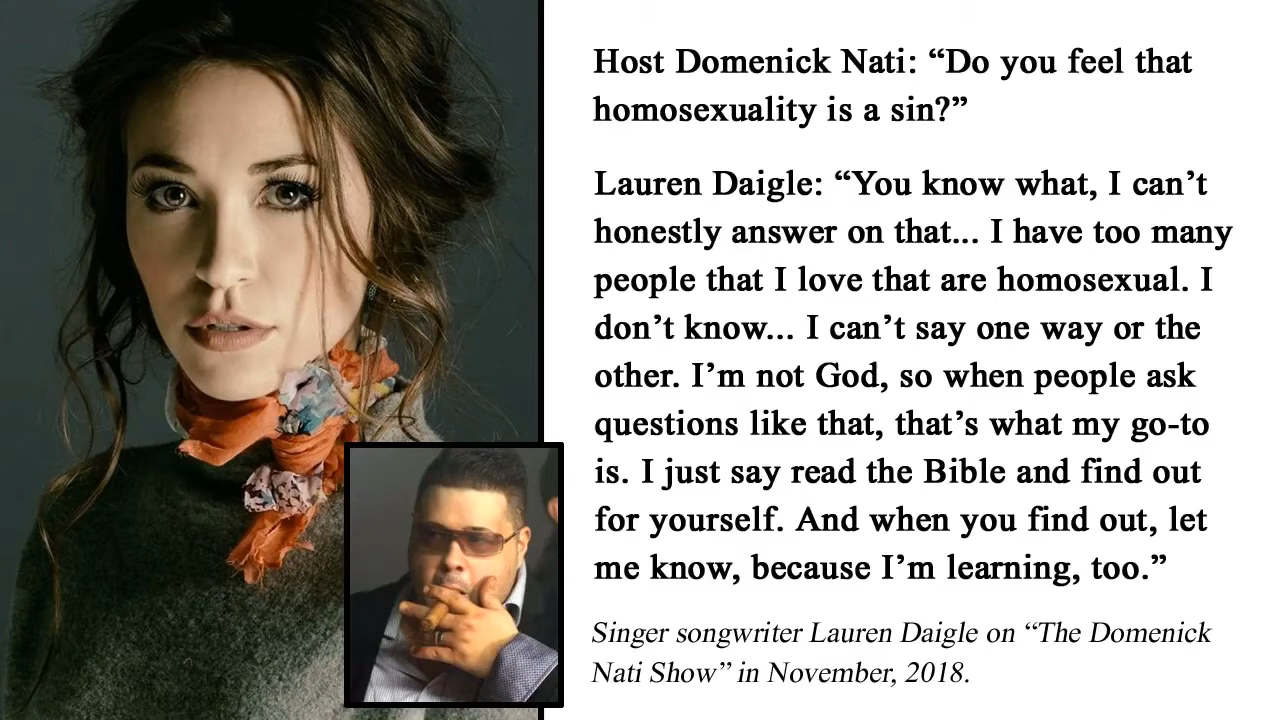 Host Domenick Nati: “Do you feel that
homosexuality is a sin?”
Lauren Daigle: “You know what, I can’t
honestly answer on that... I have too many
people that I love that are homosexual. I
don’t know... I can’t say one way or the
other. I’m not God, so when people ask
questions like that, that’s what my go-to
is. I just say read the Bible and find out
for yourself. And when you find out, let
me know, because I’m learning, too.”
Singer songwriter Lauren Daigle on “The Domenick
Nati Show” in November, 2018.